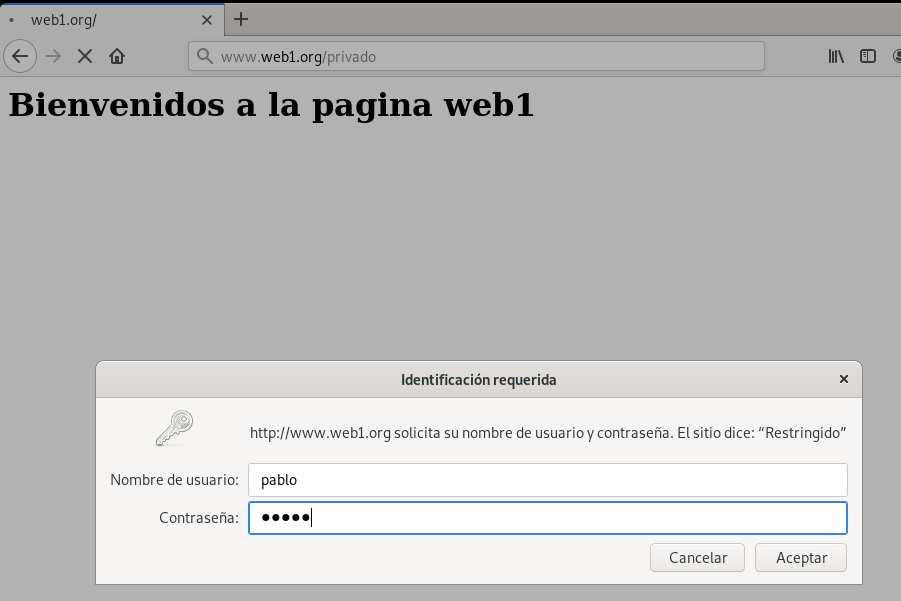 web1.org/
www.web1.org/privado
Bienvenidos a la pagina web1
Identificación requerida
http://www.web1.org solicita su nombre de usuario y contraseña. El sitio dice: “Restringido”
Nombre de usuario: pablo
Contraseña: ●●●●●
Cancelar Aceptar